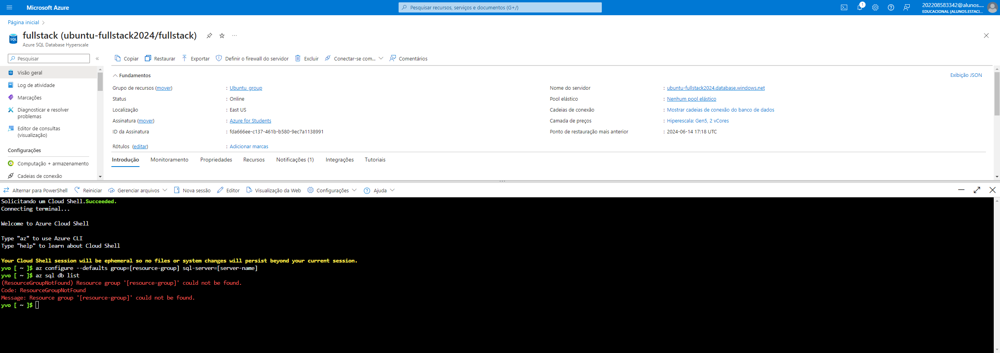 Microsoft Azure
Pesquisar recursos, serviços e documentos (G+/)
1
202208583342@alunos....
EDUCACIONAL (ALUNOS.ESTACI...
Página inicial
fullstack (ubuntu-fullstack2024/fullstack)
Azure SQL Database Hyperscale
Pesquisar
Copiar
Restaurar
Exportar
Definir o firewall do servidor
Excluir
Conectar-se com...
Comentários
Visão geral
Log de atividade
Marcações
Diagnosticar e resolver
problemas
Editor de consultas
(visualização)
Configurações
Computação + armazenamento
Cadeias de conexão
Fundamentos
Exibição JSON
Grupo de recursos (mover) : Ubuntu_group
Status : Online
Localização : East US
Assinatura (mover) : Azure for Students
ID da Assinatura : fda666ee-c137-461b-b580-9ec7a1138991
Rótulos (editar) : Adicionar marcas
Nome do servidor : ubuntu-fullstack2024.database.windows.net
Pool elástico : Nenhum pool elástico
Cadeias de conexão : Mostrar cadeias de conexão do banco de dados
Camada de preços : Hiperescala: Gen5, 2 vCores
Ponto de restauração mais anterior : 2024-06-14 17:18 UTC
Introdução
Monitoramento
Propriedades
Recursos
Notificações (1)
Integrações
Tutoriais
Alternar para PowerShell
Reiniciar
Gerenciar arquivos
Nova sessão
Editor
Visualização da Web
Configurações
Ajuda
Solicitando um Cloud Shell.Succeeded.
Connecting terminal...
Welcome to Azure Cloud Shell
Type "az" to use Azure CLI
Type "help" to learn about Cloud Shell
Your Cloud Shell session will be ephemeral so no files or system changes will persist beyond your current session.
yvo [ ~ ]$ az configure --defaults group=[resource-group] sql-server=[server-name]
yvo [ ~ ]$ az sql db list
(ResourceGroupNotFound) Resource group '[resource-group]' could not be found.
Code: ResourceGroupNotFound
Message: Resource group '[resource-group]' could not be found.
yvo [ ~ ]$